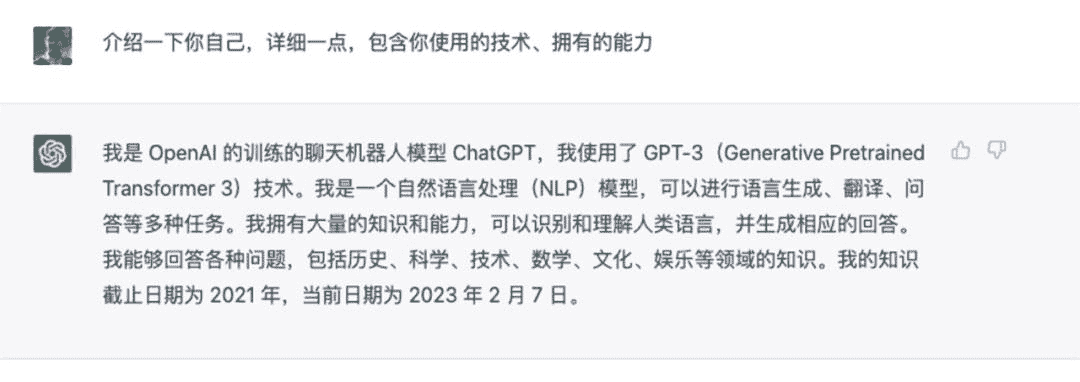 介绍一下你自己，详细一点，包含你使用的技术、拥有的能力
我是 OpenAI 的训练的聊天机器人模型 ChatGPT，我使用了 GPT-3（Generative Pretrained
Transformer 3）技术。我是一个自然语言处理（NLP）模型，可以进行语言生成、翻译、问
答等多种任务。我拥有大量的知识和能力，可以识别和理解人类语言，并生成相应的回答。
我能够回答各种问题，包括历史、科学、技术、数学、文化、娱乐等领域的知识。我的知识
截止日期为 2021 年，当前日期为 2023 年 2 月 7 日。